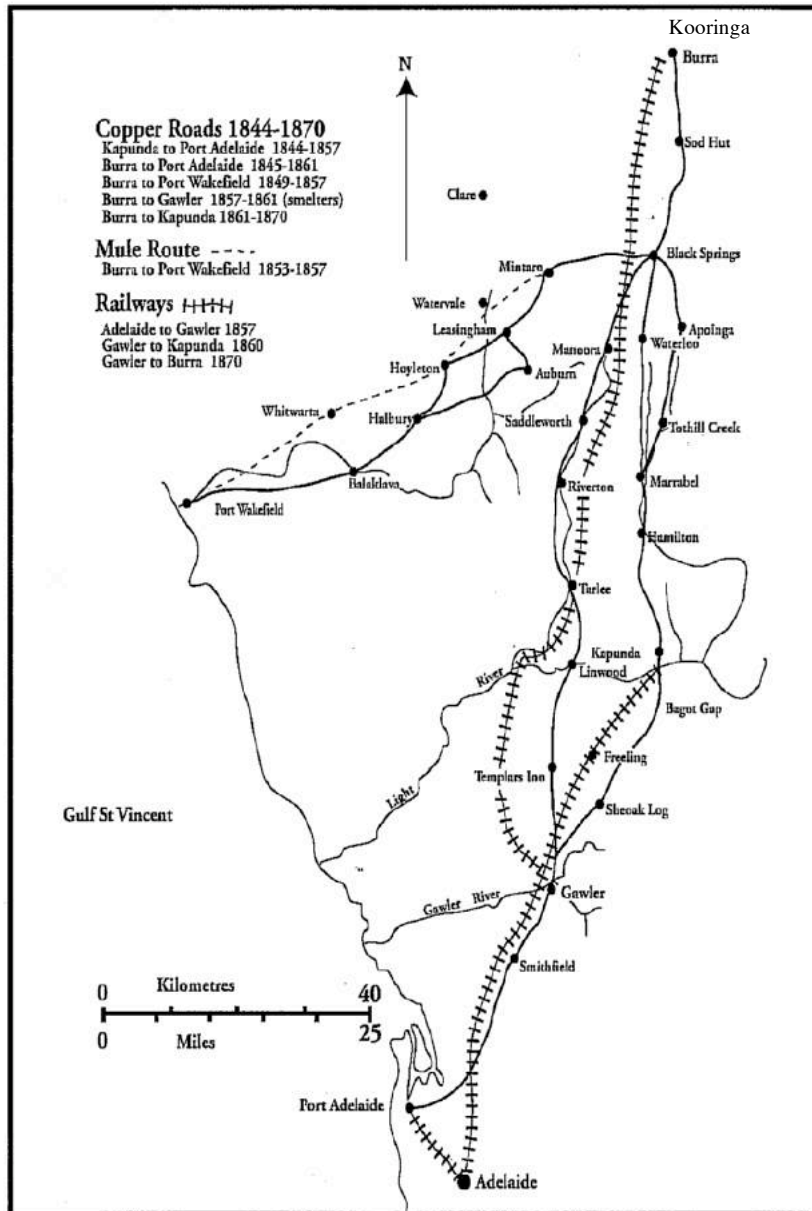 Kooringa
Burra
N
Copper Roads 1844-1870
Kapunda to Port Adelaide 1844-1857
Burra to Port Adelaide 1845-1861
Burra to Port Wakefield 1849-1857
Burra to Gawler 1857-1861 (smelters)
Burra to Kapunda 1861-1870
Mule Route ----
Burra to Port Wakefield 1853-1857
Railways
Adelaide to Gawler 1857
Gawler to Kapunda 1860
Gawler to Burra 1870
Sod Hut
Clare
Black Springs
Mintaro
Watervale
Leasingham
Apoinga
Waterloo
Manoora
Hoyleton
Auburn
Whitwarta
Halbury
Saddleworth
Tothill Creek
Balaklava
Riverton
Marrabel
Port Wakefield
Hamilton
Tarlee
Kapunda
Linwood
River
Bagot Gap
Freeling
Templars Inn
Light
Sheoak Log
Gulf St Vincent
Gawler
Gawler River
Smithfield
0 Kilometres 40
0 Miles 25
Port Adelaide
Adelaide